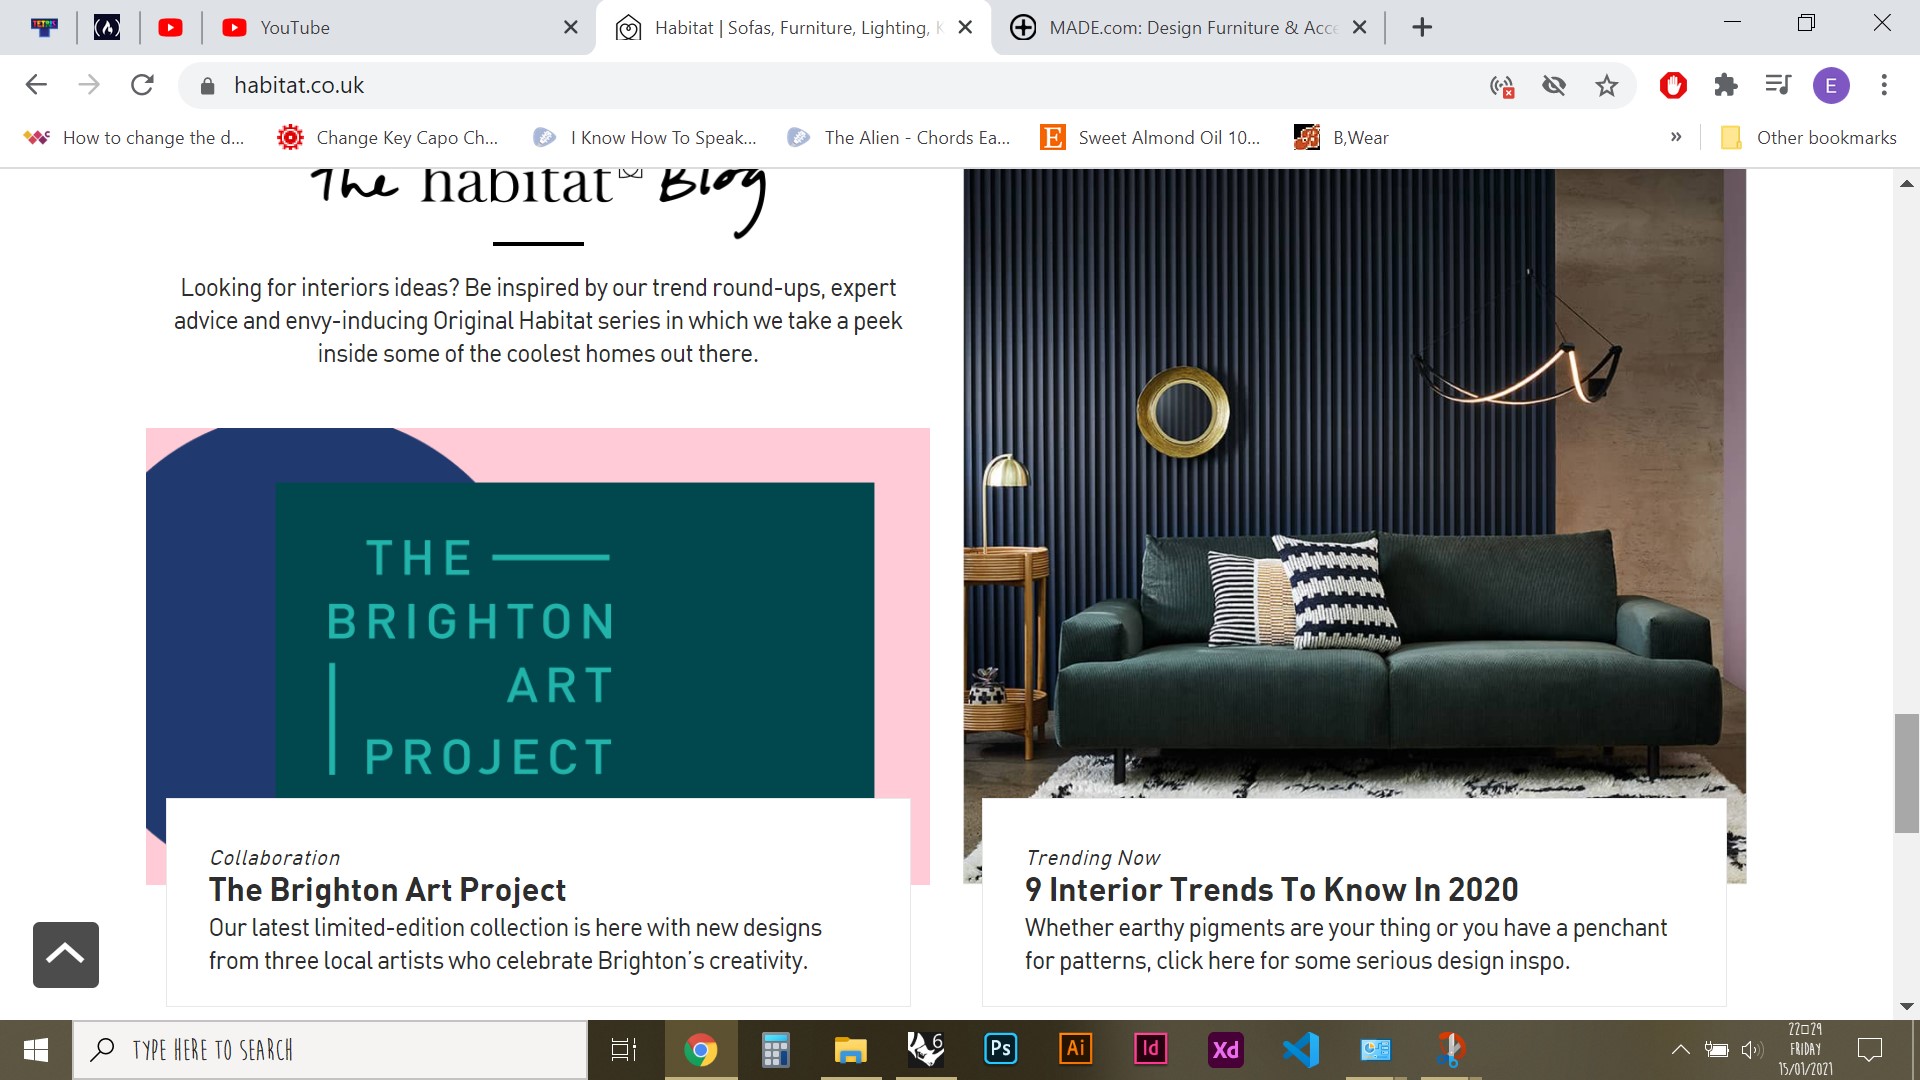 YouTube
Habitat | Sofas, Furniture, Lighting,
MADE.com: Design Furniture & Acce
habitat.co.uk
E
How to change the d...
Change Key Capo Ch...
I Know How To Speak...
The Alien - Chords Ea...
Sweet Almond Oil 10...
B,Wear
»
Other bookmarks
The habitat Blog
Looking for interiors ideas? Be inspired by our trend round-ups, expert
advice and envy-inducing Original Habitat series in which we take a peek
inside some of the coolest homes out there.
THE
BRIGHTON
ART
PROJECT
Collaboration
The Brighton Art Project
Our latest limited-edition collection is here with new designs
from three local artists who celebrate Brighton's creativity.
Trending Now
9 Interior Trends To Know In 2020
Whether earthy pigments are your thing or you have a penchant
for patterns, click here for some serious design inspo.
TYPE HERE TO SEARCH
6
Ps
Ai
Id
Xd
22□29
FRIDAY
15/01/2021